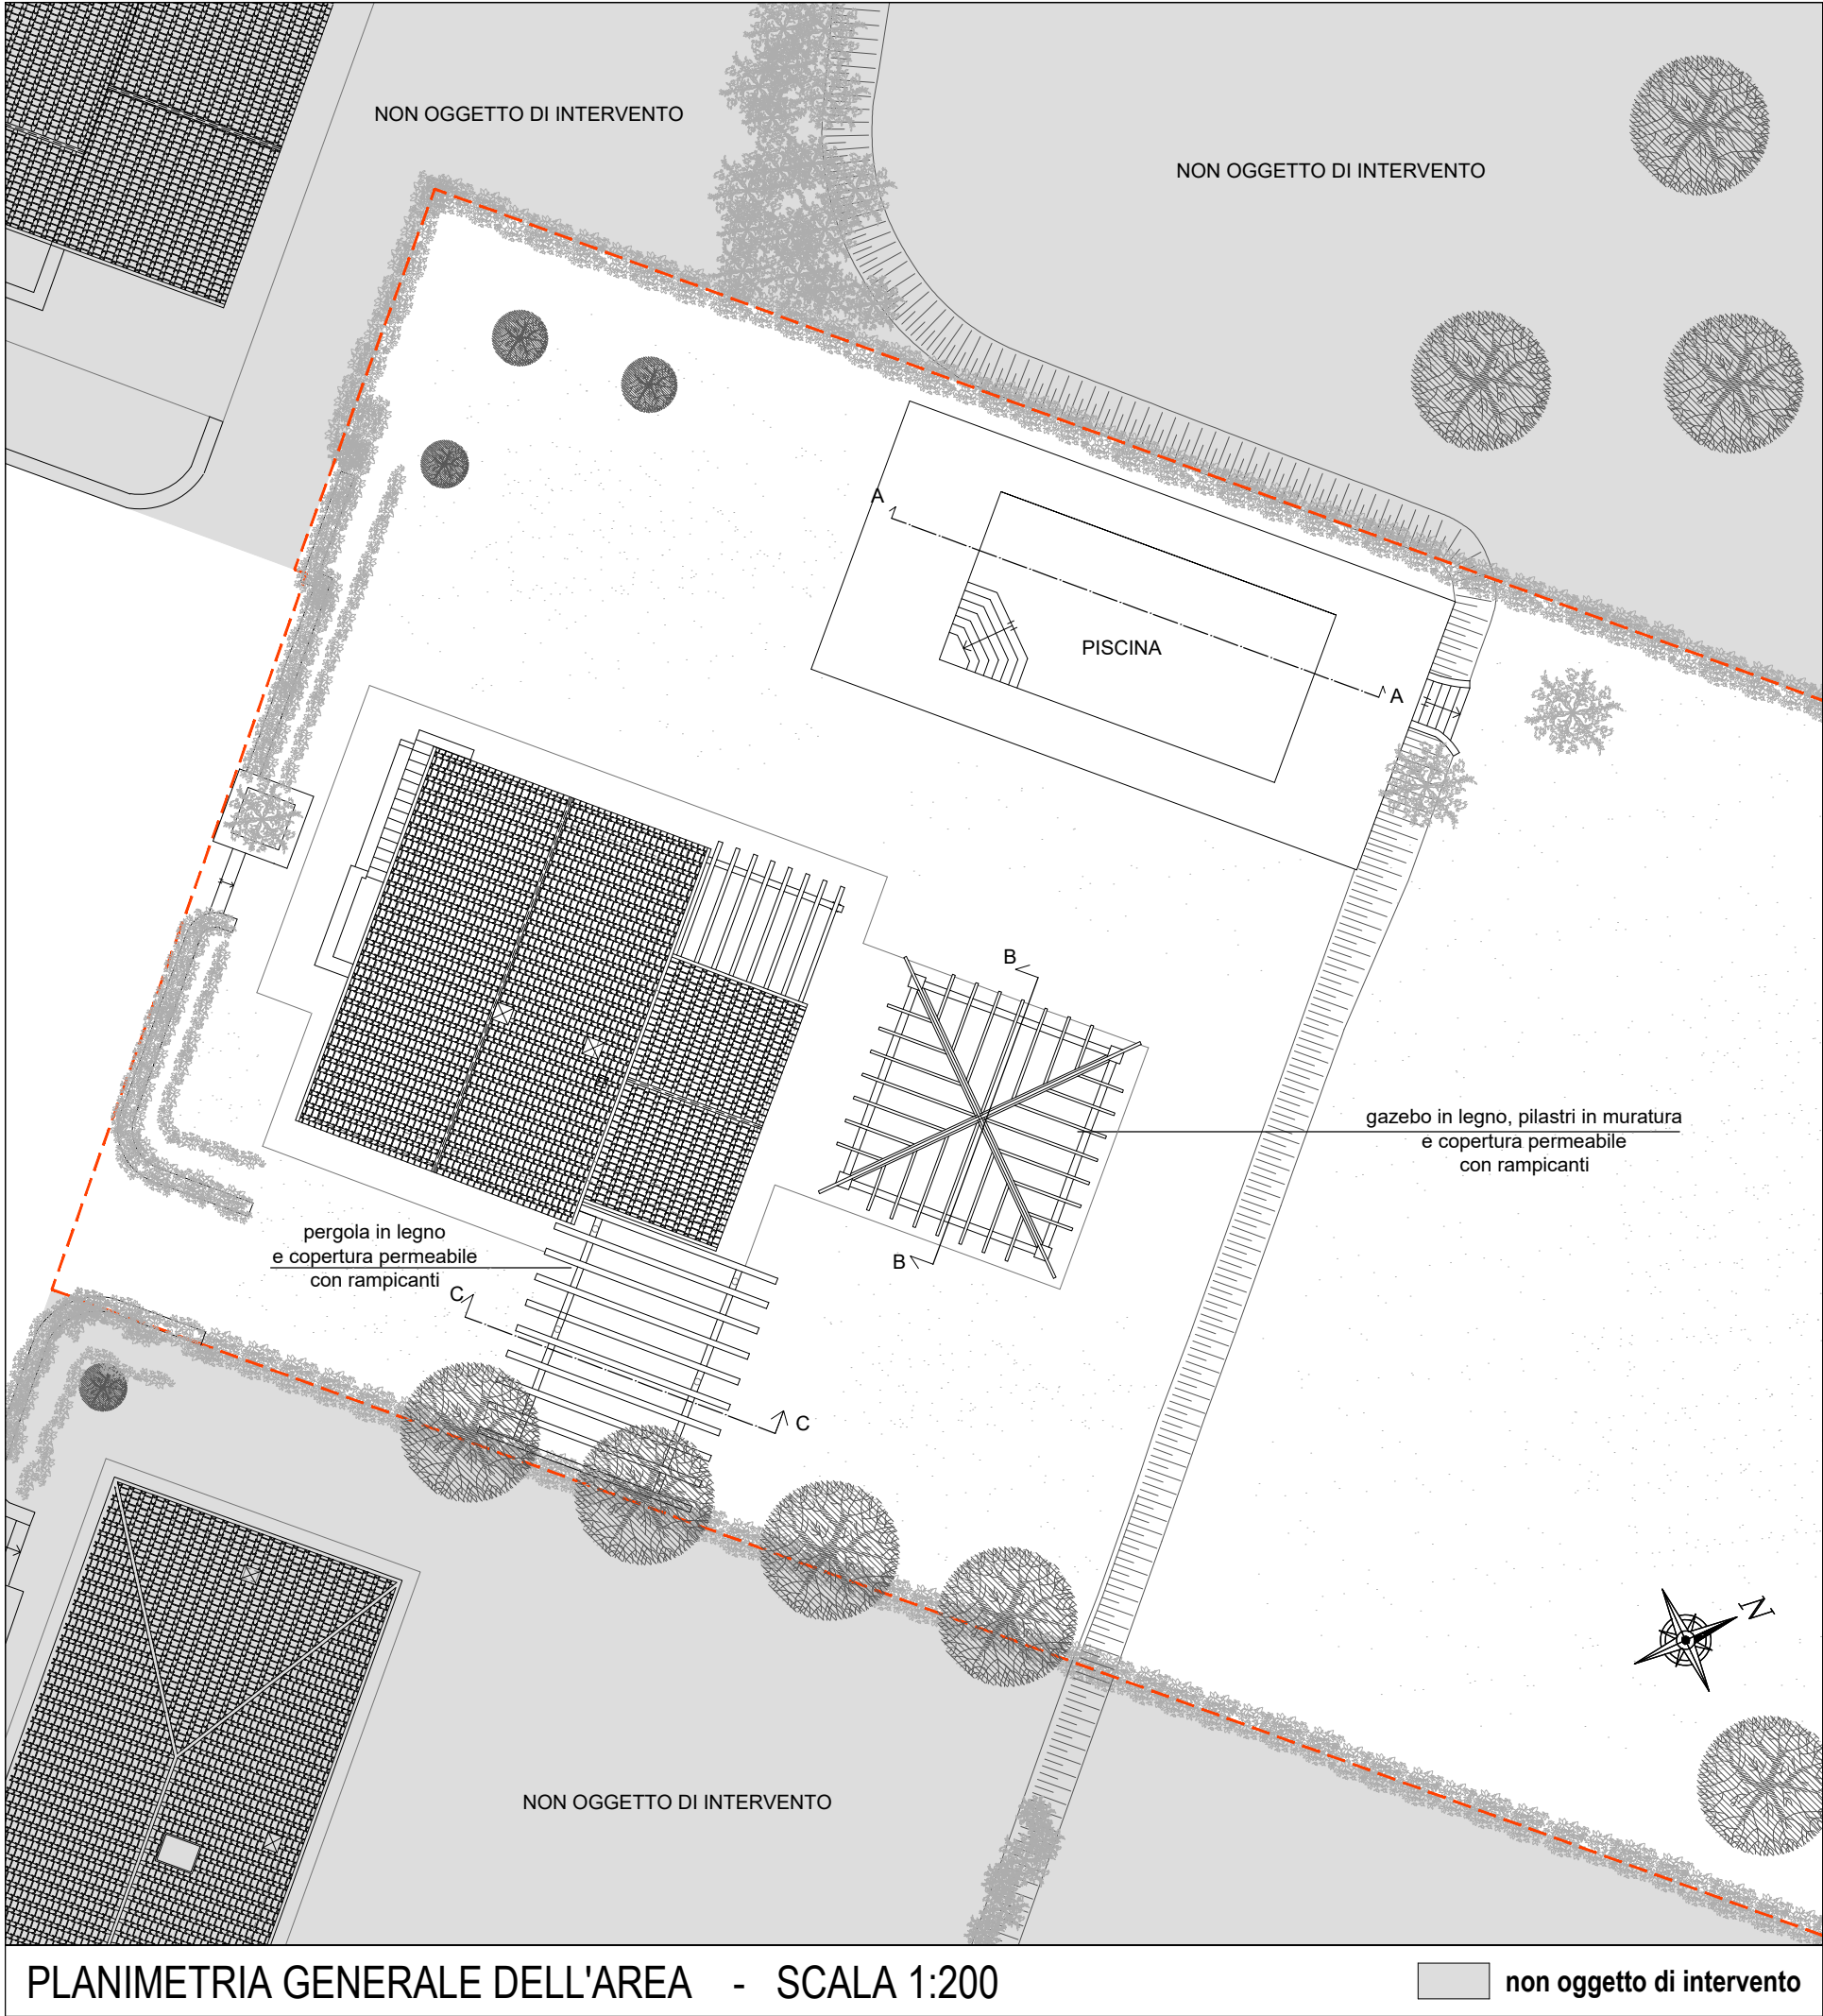 NON OGGETTO DI INTERVENTO
NON OGGETTO DI INTERVENTO
A
PISCINA
A
B
gazebo in legno, pilastri in muratura
e copertura permeabile
con rampicanti
pergola in legno
e copertura permeabile
con rampicanti
B
C
C
N
NON OGGETTO DI INTERVENTO
PLANIMETRIA GENERALE DELL'AREA - SCALA 1:200
non oggetto di intervento